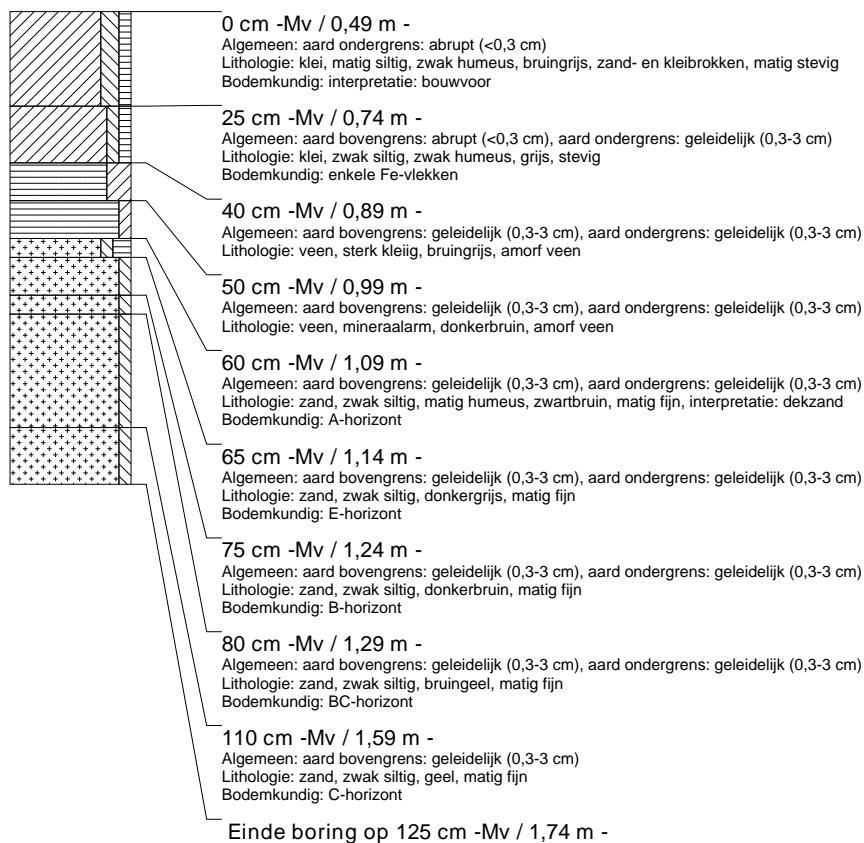 0 cm -Mv / 0,49 m -
Algemeen: aard ondergrens: abrupt (<0,3 cm)
Lithologie: klei, matig siltig, zwak humeus, bruingrijs, zand- en kleibrokken, matig stevig
Bodemkundig: interpretatie: bouwvoor
25 cm -Mv / 0,74 m -
Algemeen: aard bovengrens: abrupt (<0,3 cm), aard ondergrens: geleidelijk (0,3-3 cm)
Lithologie: klei, zwak siltig, zwak humeus, grijs, stevig
Bodemkundig: enkele Fe-vlekken
40 cm -Mv / 0,89 m -
Algemeen: aard bovengrens: geleidelijk (0,3-3 cm), aard ondergrens: geleidelijk (0,3-3 cm)
Lithologie: veen, sterk kleiig, bruingrijs, amorf veen
50 cm -Mv / 0,99 m -
Algemeen: aard bovengrens: geleidelijk (0,3-3 cm), aard ondergrens: geleidelijk (0,3-3 cm)
Lithologie: veen, mineraalarm, donkerbruin, amorf veen
60 cm -Mv / 1,09 m -
Algemeen: aard bovengrens: geleidelijk (0,3-3 cm), aard ondergrens: geleidelijk (0,3-3 cm)
Lithologie: zand, zwak siltig, matig humeus, zwartbruin, matig fijn, interpretatie: dekzand
Bodemkundig: A-horizont
65 cm -Mv / 1,14 m -
Algemeen: aard bovengrens: geleidelijk (0,3-3 cm), aard ondergrens: geleidelijk (0,3-3 cm)
Lithologie: zand, zwak siltig, donkergrijs, matig fijn
Bodemkundig: E-horizont
75 cm -Mv / 1,24 m -
Algemeen: aard bovengrens: geleidelijk (0,3-3 cm), aard ondergrens: geleidelijk (0,3-3 cm)
Lithologie: zand, zwak siltig, donkerbruin, matig fijn
Bodemkundig: B-horizont
80 cm -Mv / 1,29 m -
Algemeen: aard bovengrens: geleidelijk (0,3-3 cm), aard ondergrens: geleidelijk (0,3-3 cm)
Lithologie: zand, zwak siltig, bruingeel, matig fijn
Bodemkundig: BC-horizont
110 cm -Mv / 1,59 m -
Algemeen: aard bovengrens: geleidelijk (0,3-3 cm)
Lithologie: zand, zwak siltig, geel, matig fijn
Bodemkundig: C-horizont
Einde boring op 125 cm -Mv / 1,74 m -